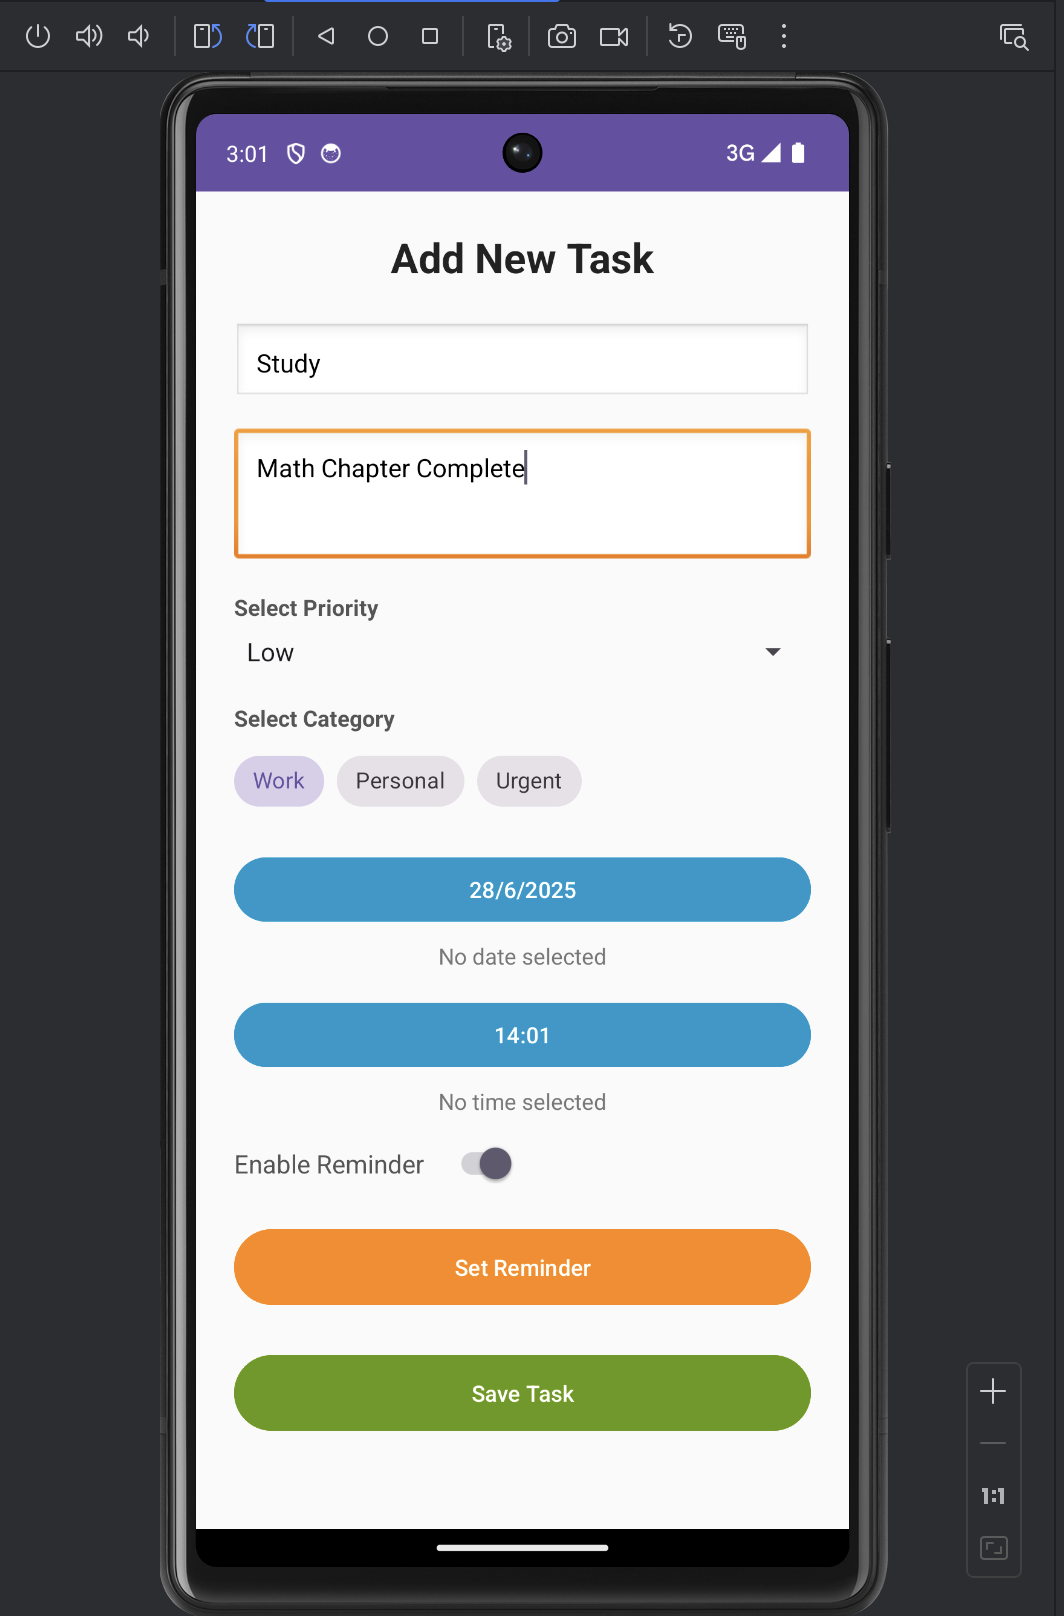 3:01
3G
Add New Task
Study
Math Chapter Complete
Select Priority
Low
Select Category
Work Personal Urgent
28/6/2025
No date selected
14:01
No time selected
Enable Reminder
Set Reminder
Save Task
1:1